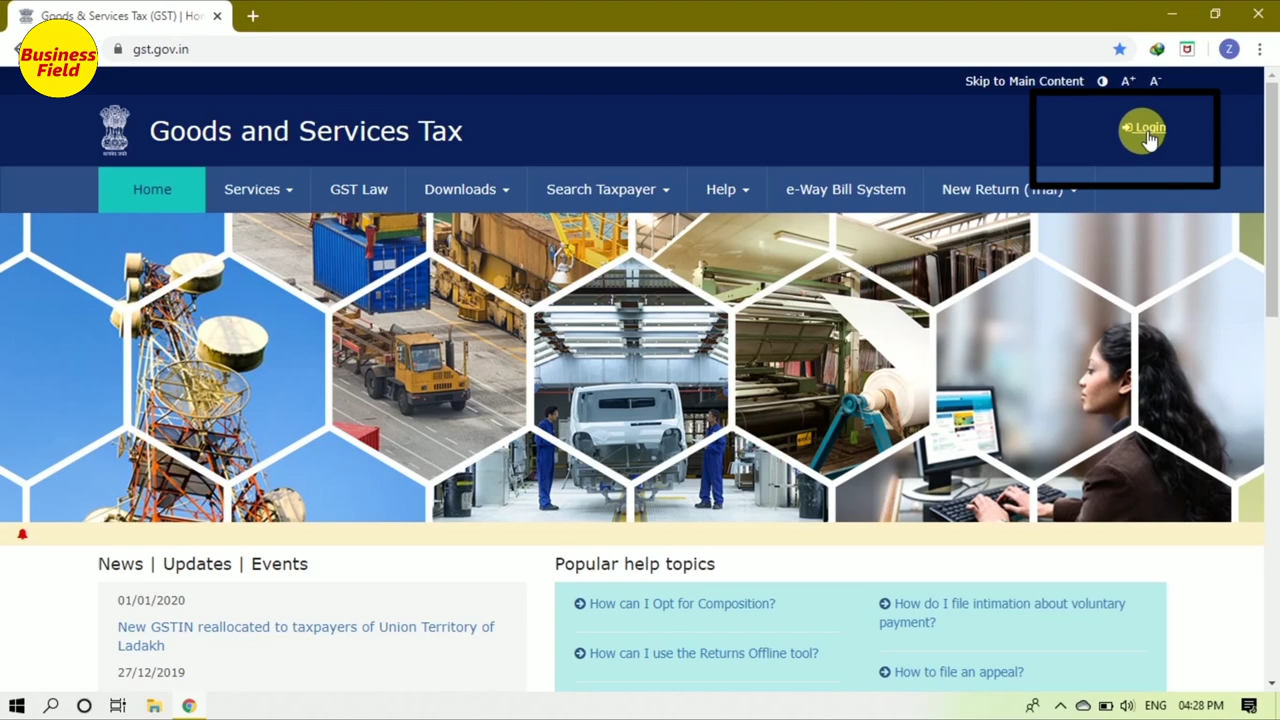 Goods & Services Tax (GST) | Hom
Business
Field
gst.gov.in
Z
Skip to Main Content A+ A-
Goods and Services Tax
Login
Home Services GST Law Downloads Search Taxpayer Help e-Way Bill System New Return (Trial)
News | Updates | Events
Popular help topics
01/01/2020
New GSTIN reallocated to taxpayers of Union Territory of
Ladakh
27/12/2019
How can I Opt for Composition?
How can I use the Returns Offline tool?
How do I file intimation about voluntary
payment?
How to file an appeal?
ENG 04:28 PM